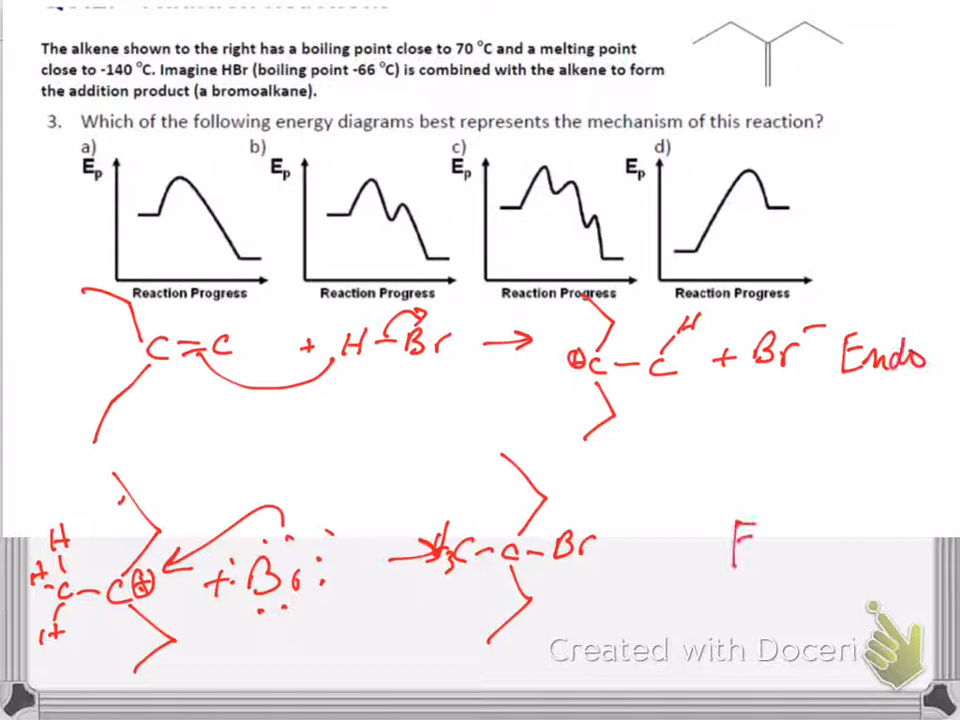 The alkene shown to the right has a boiling point close to 70 °C and a melting point
close to -140 °C. Imagine HBr (boiling point -66 °C) is combined with the alkene to form
the addition product (a bromoalkane).
3. Which of the following energy diagrams best represents the mechanism of this reaction?
a) b) c) d)
Ep Ep Ep Ep
Reaction Progress Reaction Progress Reaction Progress Reaction Progress
C=C + H-Br → ⊕C-C H + Br⁻ Endo
H
H-C-C⊕ + :Br: → H₃C-C-Br F
H
Created with Doceri